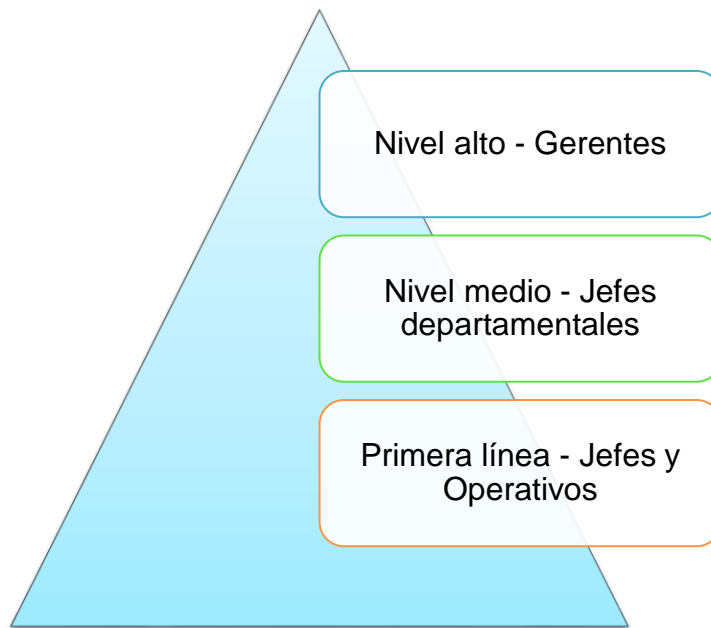 Nivel alto - Gerentes
Nivel medio - Jefes
departamentales
Primera línea - Jefes y
Operativos